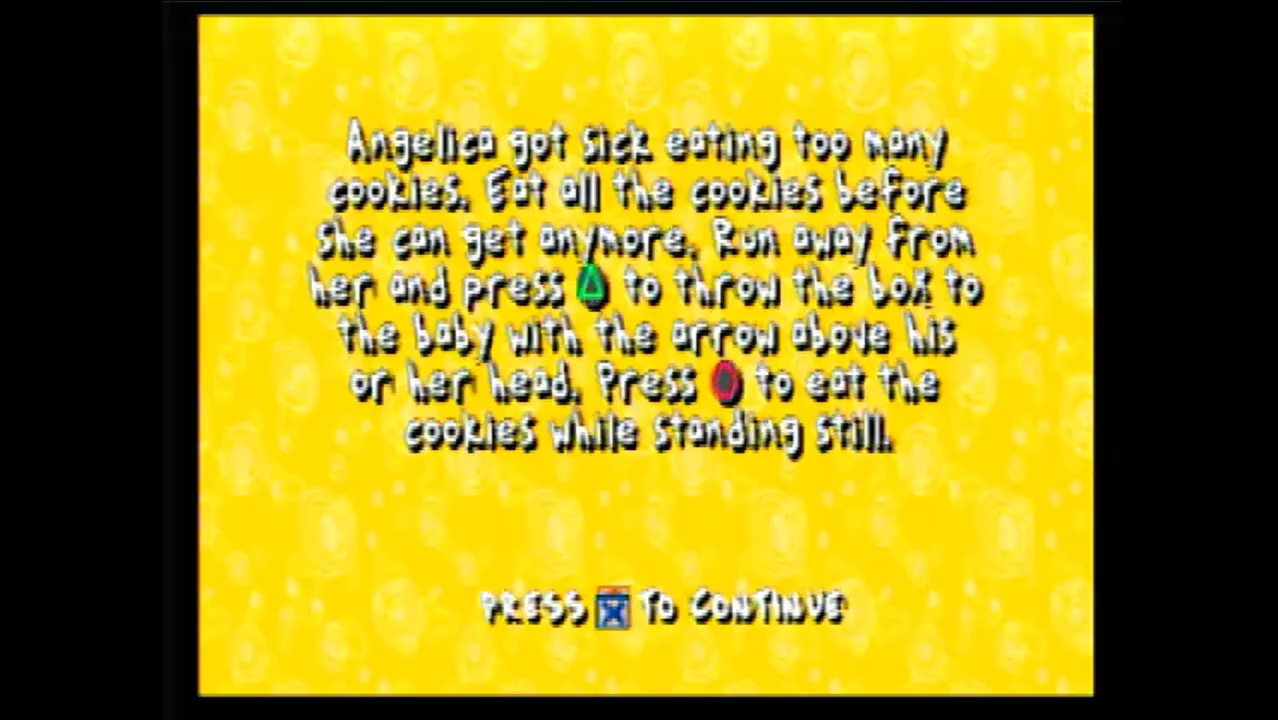 Angelica got sick eating too many
cookies. Eat all the cookies before
she can get anymore. Run away from
her and press △ to throw the box to
the baby with the arrow above his
or her head. Press ○ to eat the
cookies while standing still.
PRESS X TO CONTINUE